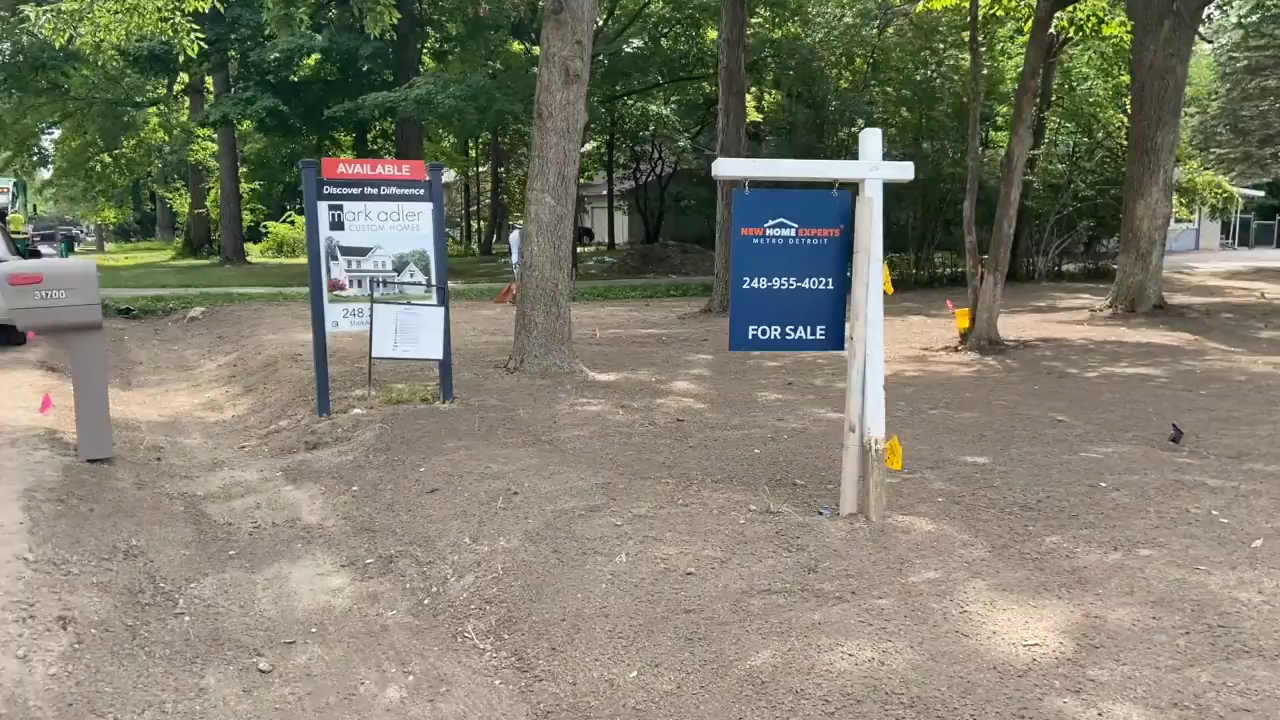 AVAILABLE
Discover the Difference
mark adler
CUSTOM HOMES
248.
31700
NEW HOME EXPERTS
METRO DETROIT
248-955-4021
FOR SALE